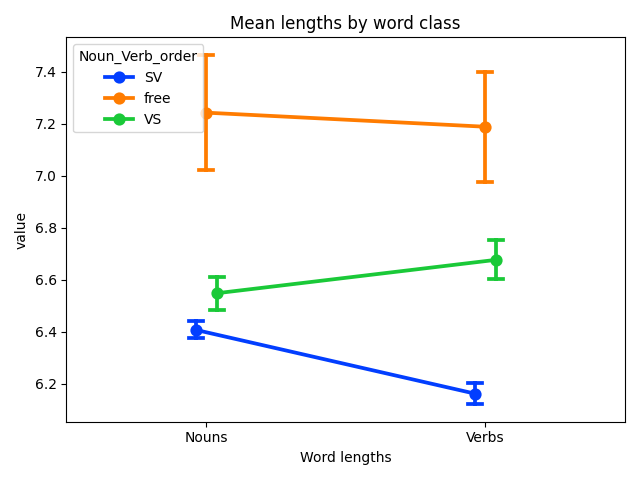 Mean lengths by word class
Noun_Verb_order
SV
free
VS
value
7.4
7.2
7.0
6.8
6.6
6.4
6.2
Nouns
Verbs
Word lengths